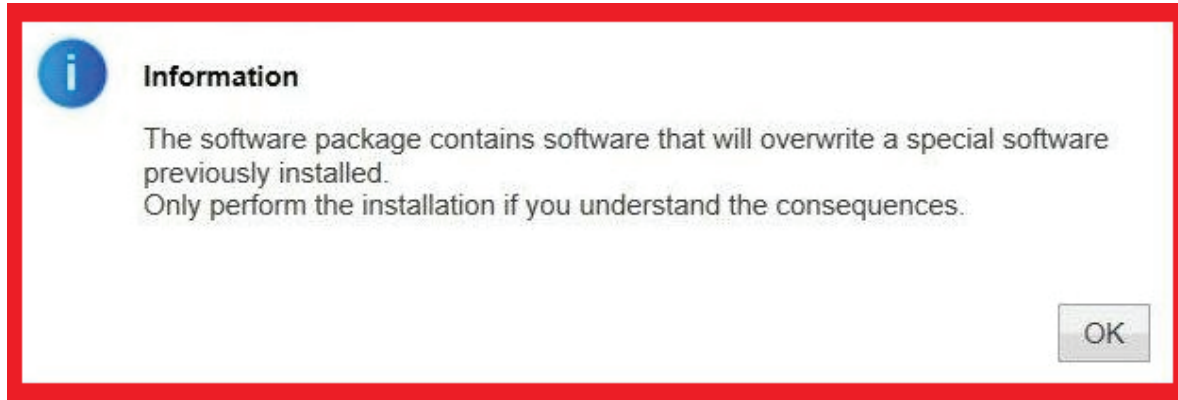 i
Information
The software package contains software that will overwrite a special software
previously installed.
Only perform the installation if you understand the consequences.
OK